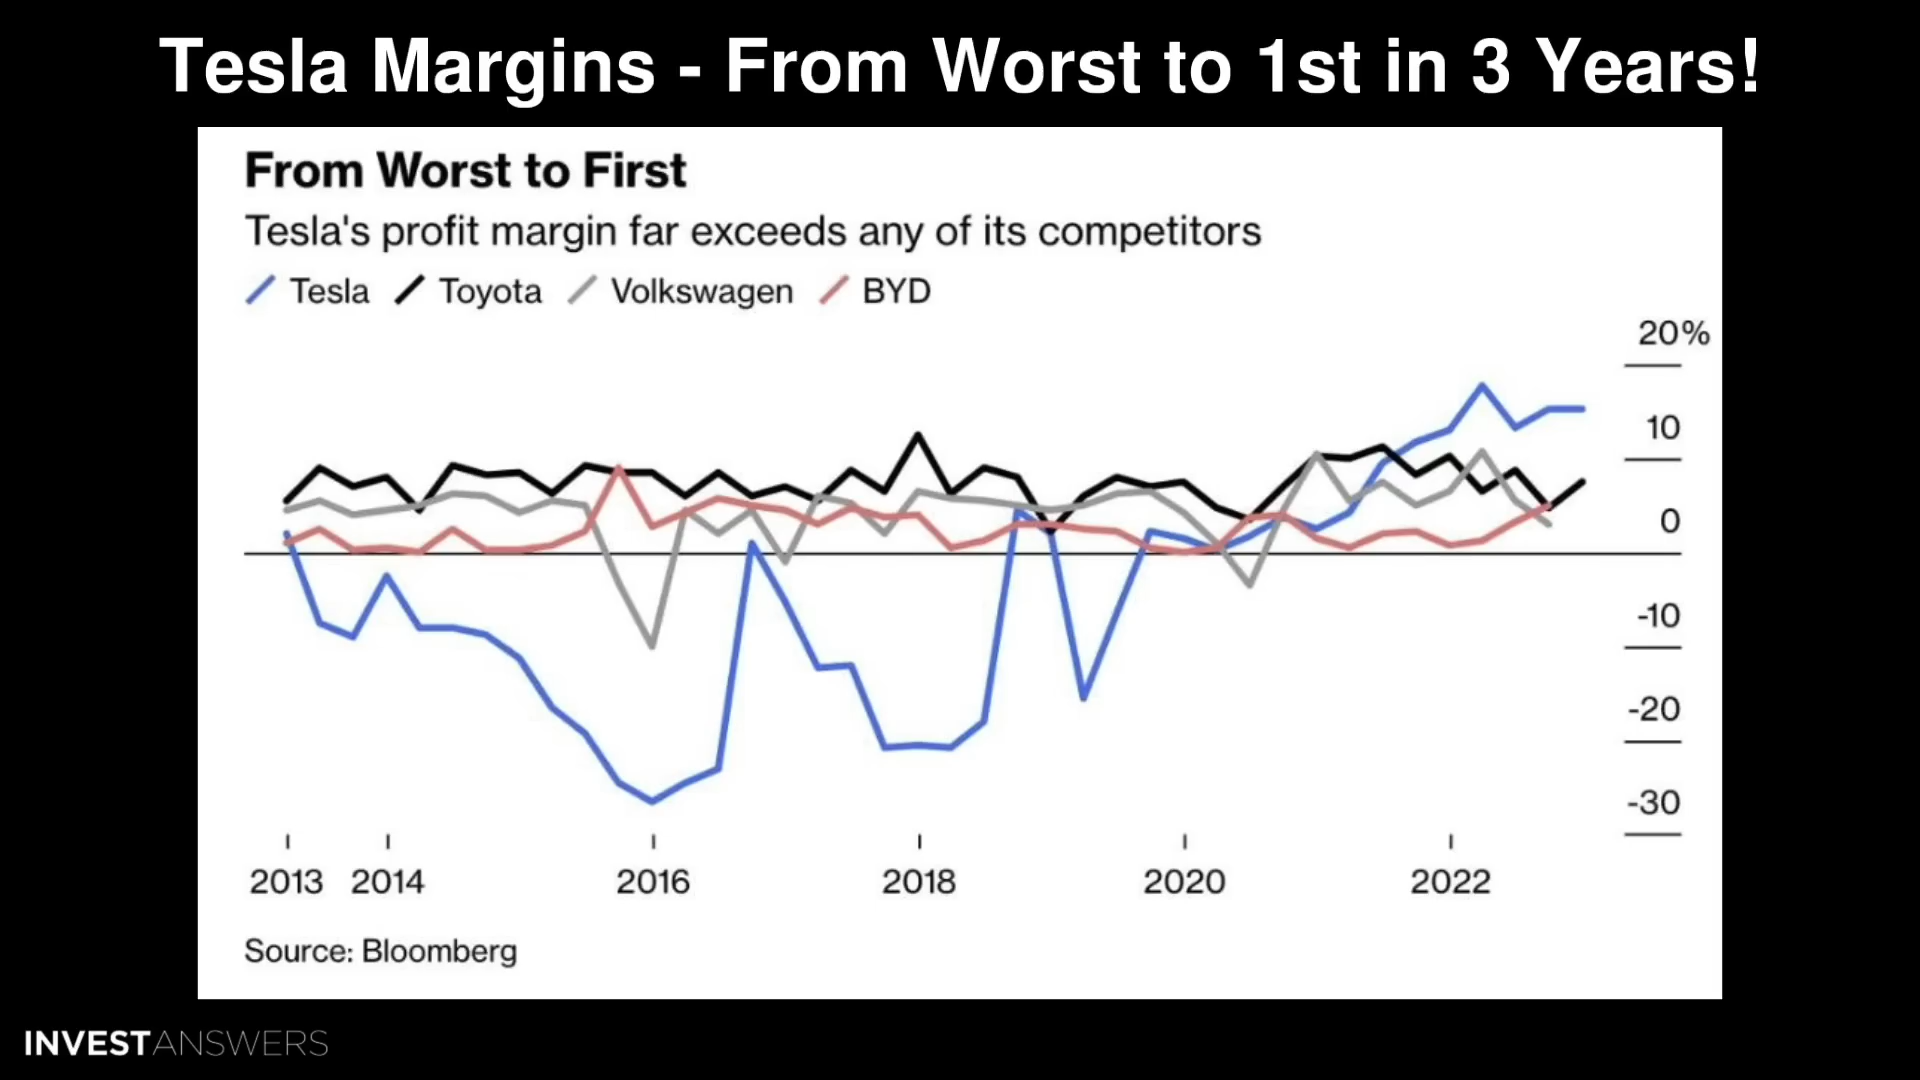 Tesla Margins - From Worst to 1st in 3 Years!
From Worst to First
Tesla's profit margin far exceeds any of its competitors
Tesla Toyota Volkswagen BYD
20%
10
0
-10
-20
-30
2013 2014 2016 2018 2020 2022
Source: Bloomberg
INVESTANSWERS